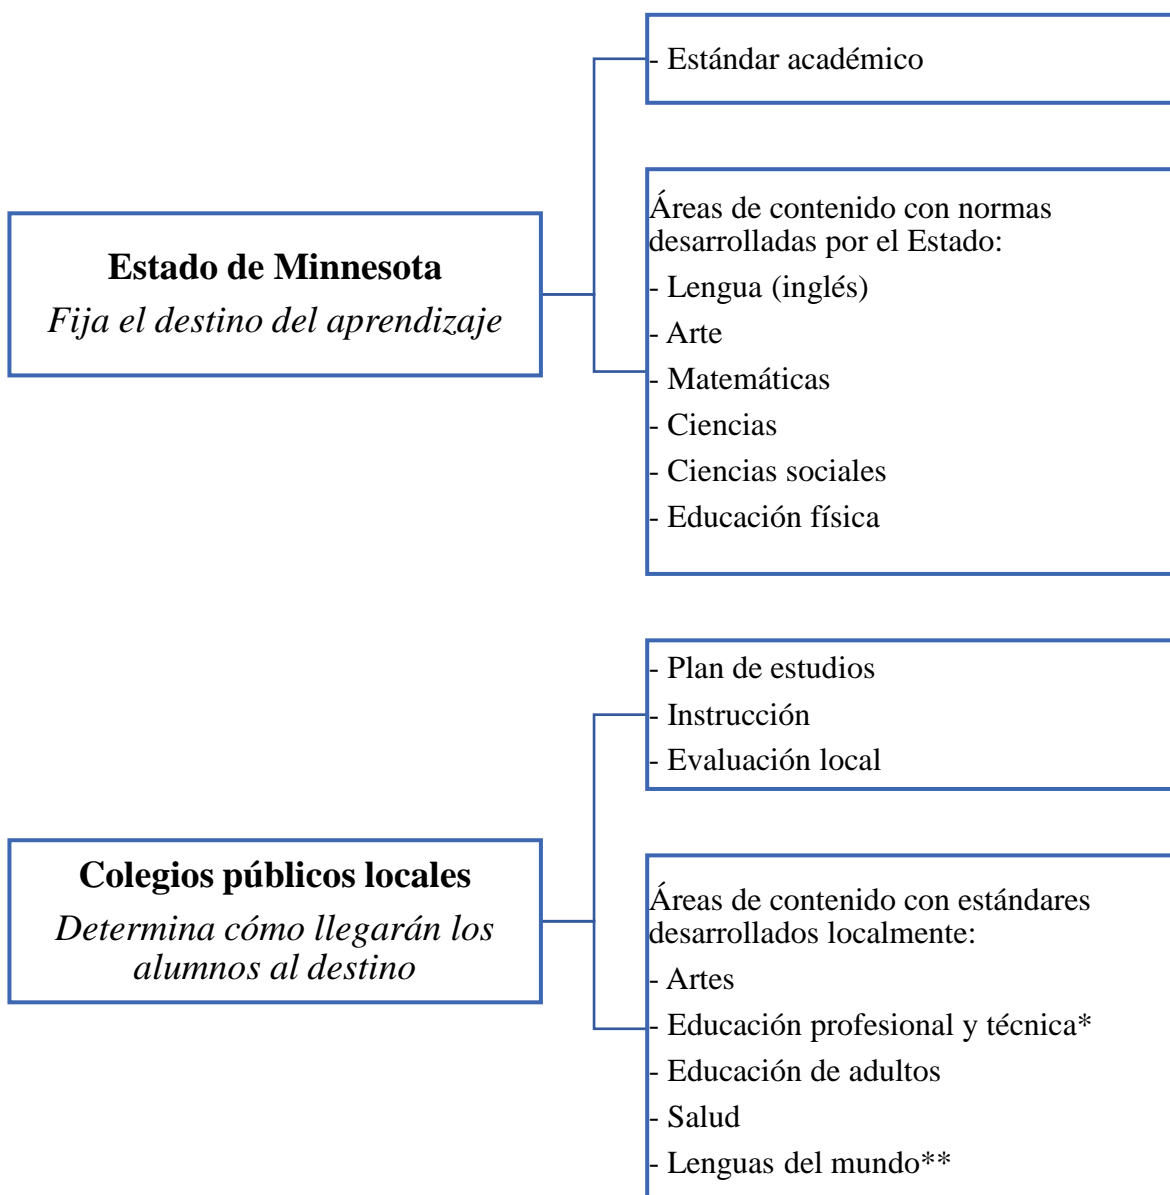 - Estándar académico
Estado de Minnesota
Fija el destino del aprendizaje
Áreas de contenido con normas
desarrolladas por el Estado:
- Lengua (inglés)
- Arte
- Matemáticas
- Ciencias
- Ciencias sociales
- Educación física
- Plan de estudios
- Instrucción
- Evaluación local
Colegios públicos locales
Determina cómo llegarán los
alumnos al destino
Áreas de contenido con estándares
desarrollados localmente:
- Artes
- Educación profesional y técnica*
- Educación de adultos
- Salud
- Lenguas del mundo**